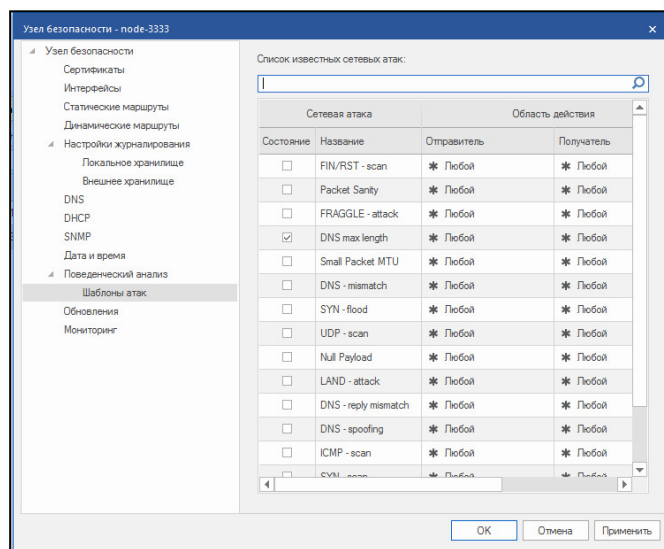 Узел безопасности - node-3333
Узел безопасности
Сертификаты
Интерфейсы
Статические маршруты
Динамические маршруты
Настройки журналирования
Локальное хранилище
Внешнее хранилище
DNS
DHCP
SNMP
Дата и время
Поведенческий анализ
Шаблоны атак
Обновления
Мониторинг
Список известных сетевых атак:
Сетевая атака Область действия
Состояние Название Отправитель Получатель
FIN/RST - scan Любой Любой
Packet Sanity Любой Любой
FRAGGLE - attack Любой Любой
DNS max length Любой Любой
Small Packet MTU Любой Любой
DNS - mismatch Любой Любой
SYN - flood Любой Любой
UDP - scan Любой Любой
Null Payload Любой Любой
LAND - attack Любой Любой
DNS - reply mismatch Любой Любой
DNS - spoofing Любой Любой
ICMP - scan Любой Любой
SYN - scan Любой Любой
OK Отмена Применить